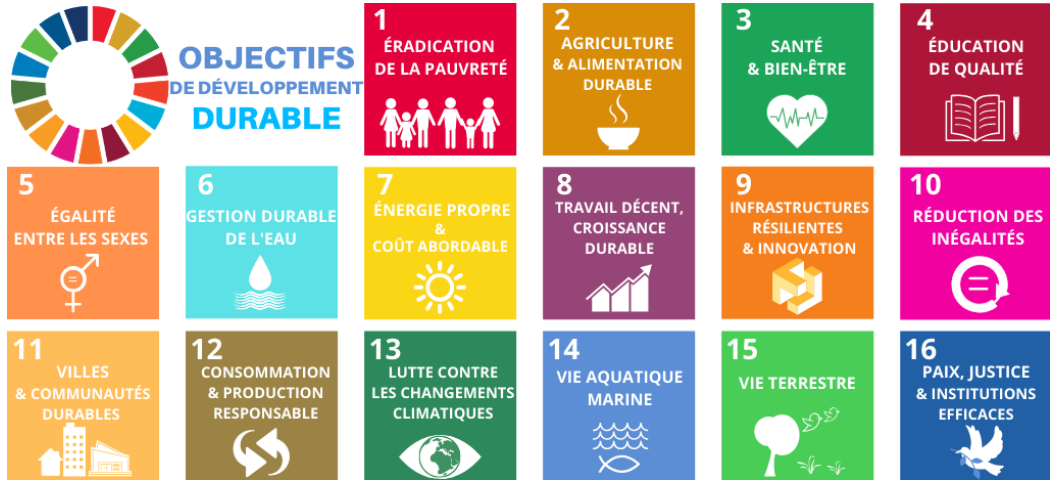 OBJECTIFS
DE DÉVELOPPEMENT
DURABLE
1
ÉRADICATION
DE LA PAUVRETÉ
2
AGRICULTURE
& ALIMENTATION
DURABLE
3
SANTÉ
& BIEN-ÊTRE
4
ÉDUCATION
DE QUALITÉ
5
ÉGALITÉ
ENTRE LES SEXES
6
GESTION DURABLE
DE L'EAU
7
ÉNERGIE PROPRE
&
COÛT ABORDABLE
8
TRAVAIL DÉCENT,
CROISSANCE
DURABLE
9
INFRASTRUCTURES
RÉSILIENTES
& INNOVATION
10
RÉDUCTION DES
INÉGALITÉS
11
VILLES
& COMMUNAUTÉS
DURABLES
12
CONSOMMATION
& PRODUCTION
RESPONSABLE
13
LUTTE CONTRE
LES CHANGEMENTS
CLIMATIQUES
14
VIE AQUATIQUE
MARINE
15
VIE TERRESTRE
16
PAIX, JUSTICE
& INSTITUTIONS
EFFICACES